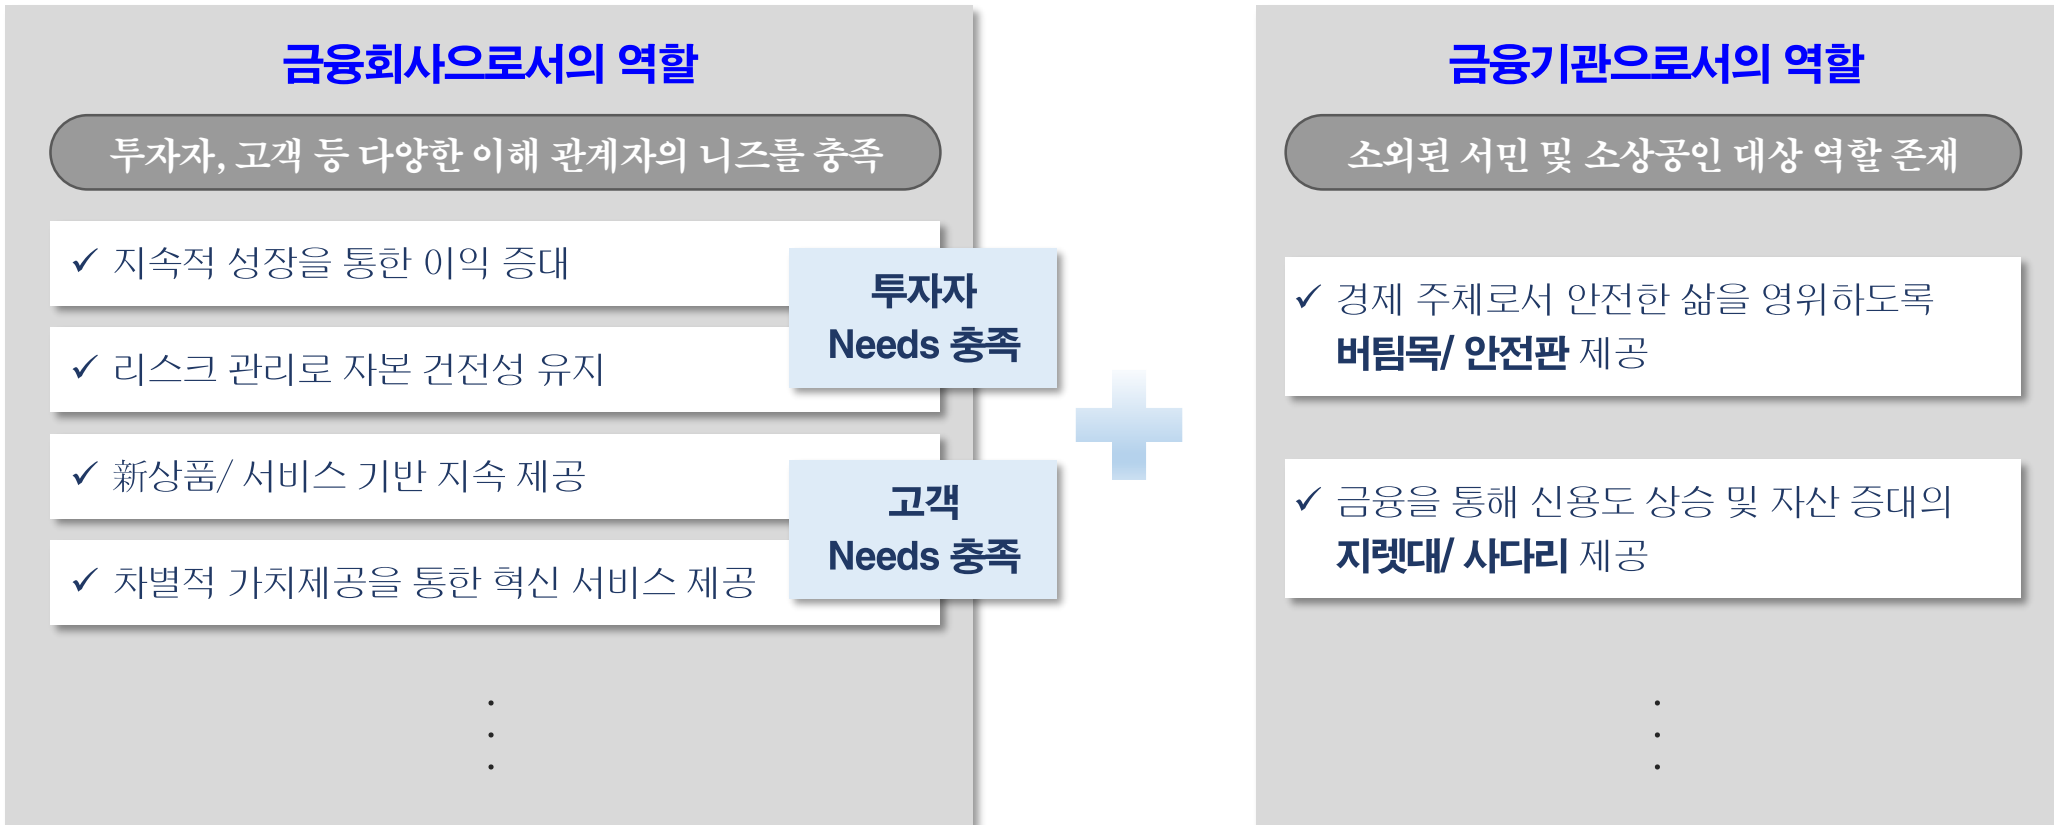 금융회사으로서의 역할
투자자, 고객 등 다양한 이해 관계자의 니즈를 충족
✓ 지속적 성장을 통한 이익 증대
✓ 리스크 관리로 자본 건전성 유지
투자자
Needs 충족
✓ 新상품/ 서비스 기반 지속 제공
✓ 차별적 가치제공을 통한 혁신 서비스 제공
고객
Needs 충족
금융기관으로서의 역할
소외된 서민 및 소상공인 대상 역할 존재
✓ 경제 주체로서 안전한 삶을 영위하도록
버팀목/ 안전판 제공
✓ 금융을 통해 신용도 상승 및 자산 증대의
지렛대/ 사다리 제공